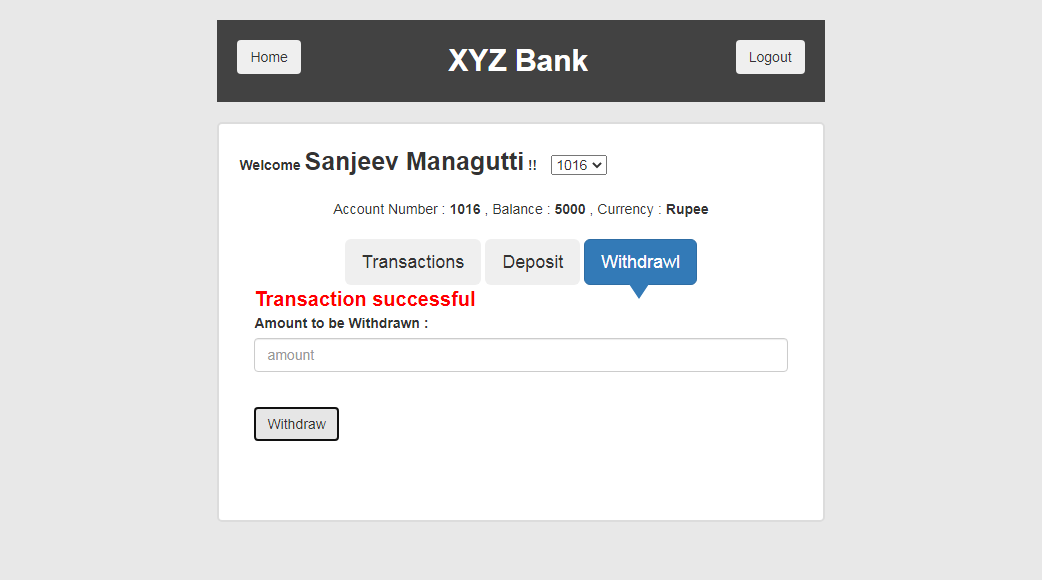 Home XYZ Bank Logout
Welcome Sanjeev Managutti !! 1016
Account Number : 1016 , Balance : 5000 , Currency : Rupee
Transactions Deposit Withdrawl
Transaction successful
Amount to be Withdrawn :
amount
Withdraw